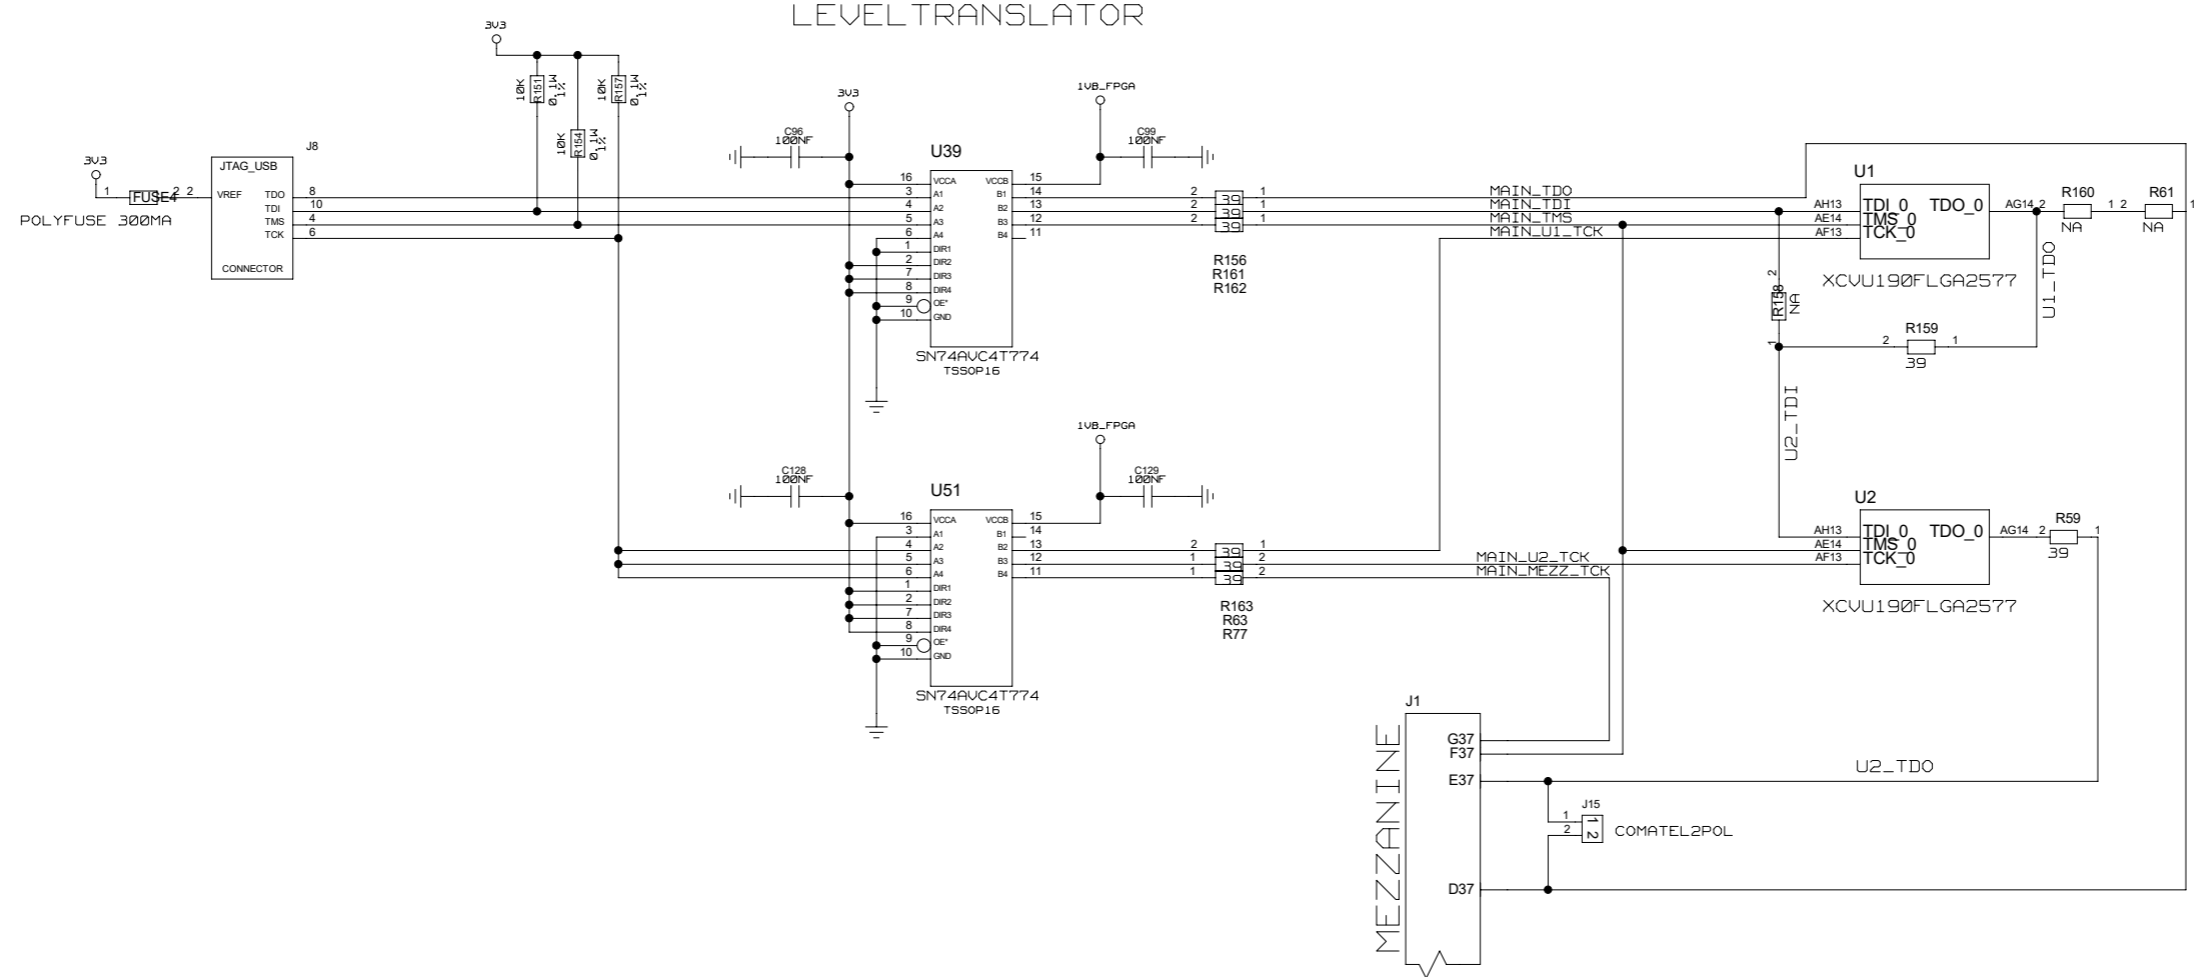 LEVELTRANSLATOR
3V3
10K
R151
0.1W
1%
10K
R157
0.1W
1%
10K
R154
0.1W
1%
3V3
1 FUSE4 2 2
POLYFUSE 300MA
J8
JTAG_USB
VREF TDO 8
TDI 10
TMS 4
TCK 6
CONNECTOR
3V3
C96
100NF
1V8_FPGA
C99
100NF
U39
16 VCCA VCCB 15
3 A1 B1 14
4 A2 B2 13
5 A3 B3 12
6 A4 B4 11
1 DIR1
2 DIR2
7 DIR3
8 DIR4
9 OE*
10 GND
SN74AVC4T774
TSSOP16
2 39 1
2 39 1
2 39 1
R156
R161
R162
MAIN_TDO
MAIN_TDI
MAIN_TMS
MAIN_U1_TCK
U1
AH13 TDI_0 TDO_0 AG14
AE14 TMS_0
AF13 TCK_0
XCVU190FLGA2577
2 R160 1
NA
2 R61 1
NA
U1_TDO
2
R158
NA
1
2 R159 1
39
U2_TDI
C128
100NF
1V8_FPGA
C129
100NF
U51
16 VCCA VCCB 15
3 A1 B1 14
4 A2 B2 13
5 A3 B3 12
6 A4 B4 11
1 DIR1
2 DIR2
7 DIR3
8 DIR4
9 OE*
10 GND
SN74AVC4T774
TSSOP16
2 39 1
1 39 2
1 39 2
R163
R63
R77
MAIN_U2_TCK
MAIN_MEZZ_TCK
U2
AH13 TDI_0 TDO_0 AG14
AE14 TMS_0
AF13 TCK_0
XCVU190FLGA2577
2 R59 1
39
J1
MEZZANINE
G37
F37
E37
D37
U2_TDO
J15
1 1
2 2
COMATEL2POL